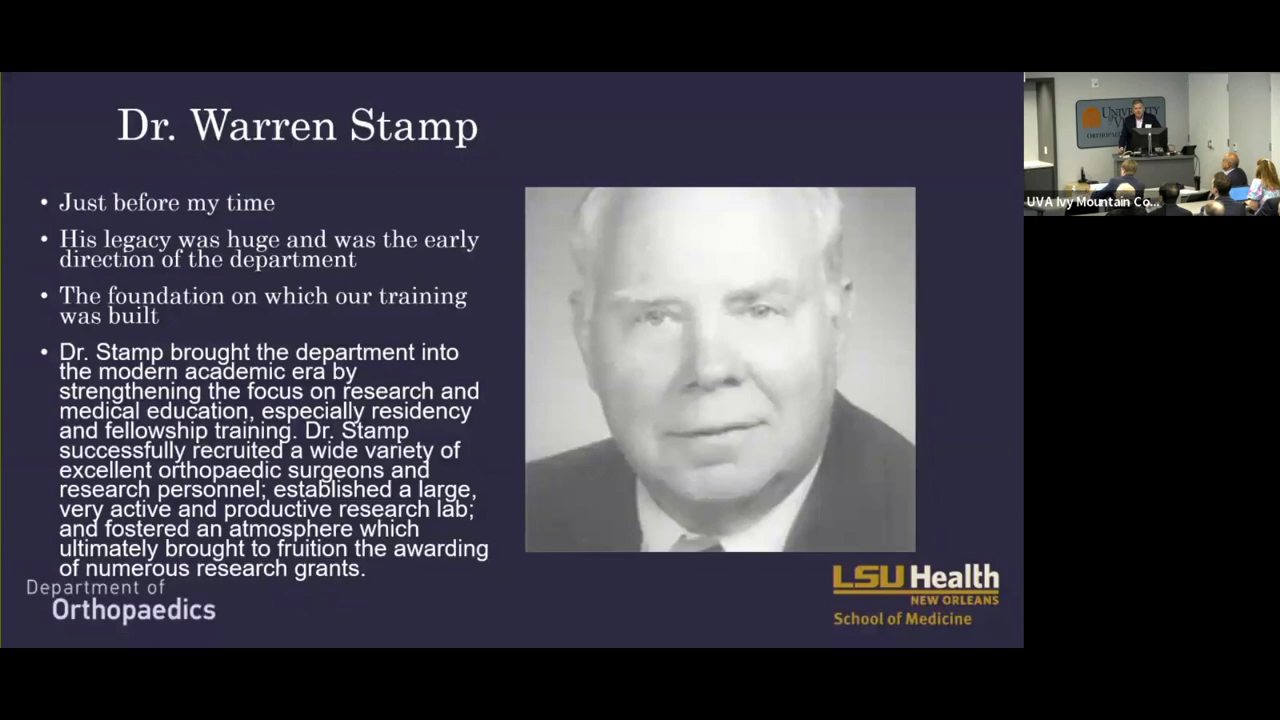 Dr. Warren Stamp
• Just before my time
• His legacy was huge and was the early
direction of the department
• The foundation on which our training
was built
• Dr. Stamp brought the department into
the modern academic era by
strengthening the focus on research and
medical education, especially residency
and fellowship training. Dr. Stamp
successfully recruited a wide variety of
excellent orthopaedic surgeons and
research personnel; established a large,
very active and productive research lab;
and fostered an atmosphere which
ultimately brought to fruition the awarding
of numerous research grants.
Department of
Orthopaedics
LSU Health
NEW ORLEANS
School of Medicine
UVA Ivy Mountain Co...